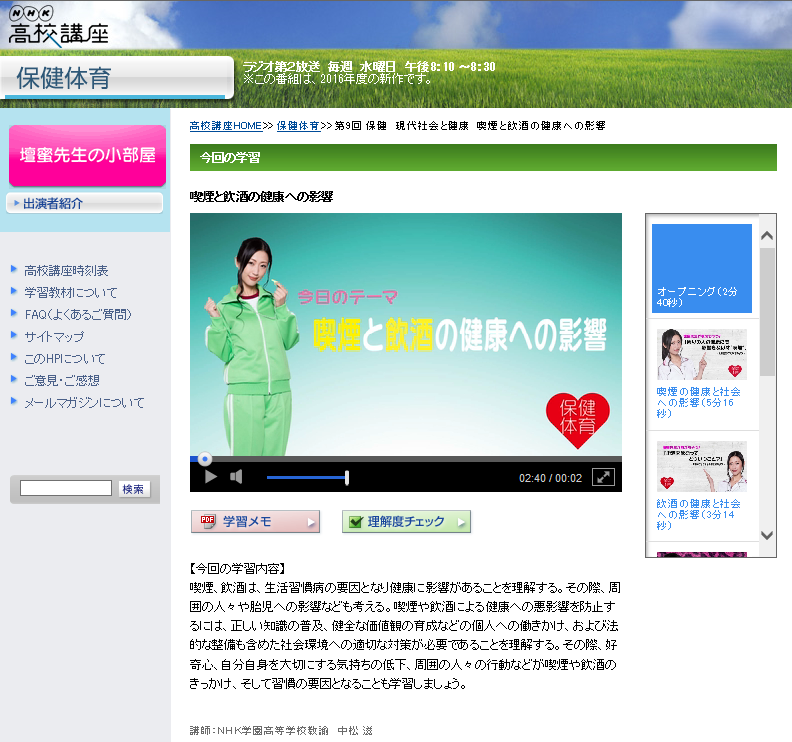 NHK
高校講座
保健体育
ラジオ第2放送 毎週 水曜日 午後8:10 ～8:30
※この番組は、2016年度の新作です。
壇蜜先生の小部屋
出演者紹介
高校講座時刻表
学習教材について
FAQ(よくあるご質問)
サイトマップ
このHPについて
ご意見・ご感想
メールマガジンについて
検索
高校講座HOME>> 保健体育>> 第9回 保健 現代社会と健康 喫煙と飲酒の健康への影響
今回の学習
喫煙と飲酒の健康への影響
今日のテーマ
喫煙と飲酒の健康への影響
保健
体育
02:40 / 00:02
オープニング(2分
40秒)
喫煙の健康と社会
への影響(5分16
秒)
飲酒の健康と社会
への影響(3分14
秒)
PDF 学習メモ
理解度チェック
【今回の学習内容】
喫煙、飲酒は、生活習慣病の要因となり健康に影響があることを理解する。その際、周
囲の人々や胎児への影響なども考える。喫煙や飲酒による健康への悪影響を防止す
るには、正しい知識の普及、健全な価値観の育成などの個人への働きかけ、および法
的な整備も含めた社会環境への適切な対策が必要であることを理解する。その際、好
奇心、自分自身を大切にする気持ちの低下、周囲の人々の行動などが喫煙や飲酒の
きっかけ、そして習慣の要因となることも学習しましょう。
講師：NHK学園高等学校教諭 中松 滋